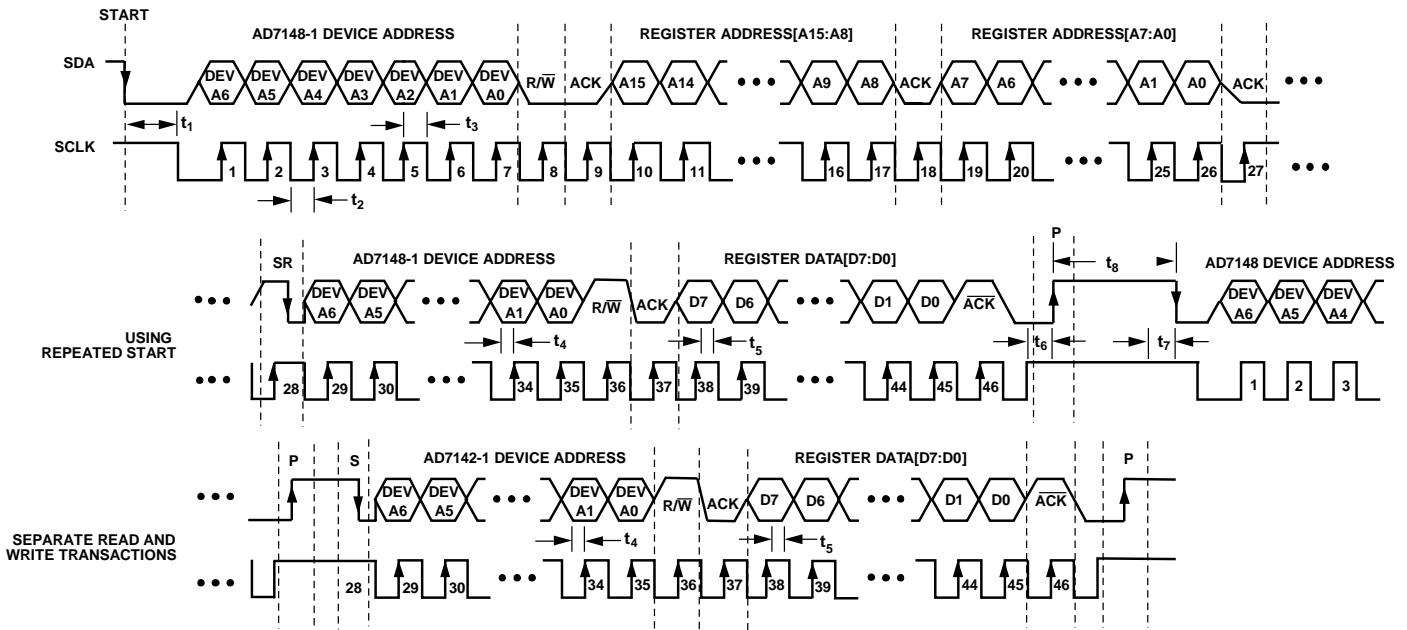 START
AD7148-1 DEVICE ADDRESS REGISTER ADDRESS[A15:A8] REGISTER ADDRESS[A7:A0]
SDA DEV A6 DEV A5 DEV A4 DEV A3 DEV A2 DEV A1 DEV A0 R/W ACK A15 A14 ••• A9 A8 ACK A7 A6 ••• A1 A0 ACK •••
t1 t3
SCLK 1 2 3 4 5 6 7 8 9 10 11 ••• 16 17 18 19 20 ••• 25 26 27 •••
t2
P
SR AD7148-1 DEVICE ADDRESS REGISTER DATA[D7:D0] t8 AD7148 DEVICE ADDRESS
••• DEV A6 DEV A5 ••• DEV A1 DEV A0 R/W ACK D7 D6 ••• D1 D0 ACK DEV A6 DEV A5 DEV A4
USING
REPEATED START
t4 t5 t6 t7
••• 28 29 30 ••• 34 35 36 37 38 39 ••• 44 45 46 1 2 3
P S AD7142-1 DEVICE ADDRESS REGISTER DATA[D7:D0] P
••• DEV A6 DEV A5 ••• DEV A1 DEV A0 R/W ACK D7 D6 ••• D1 D0 ACK
SEPARATE READ AND
WRITE TRANSACTIONS
t4 t5
••• 28 29 30 ••• 34 35 36 37 38 39 ••• 44 45 46